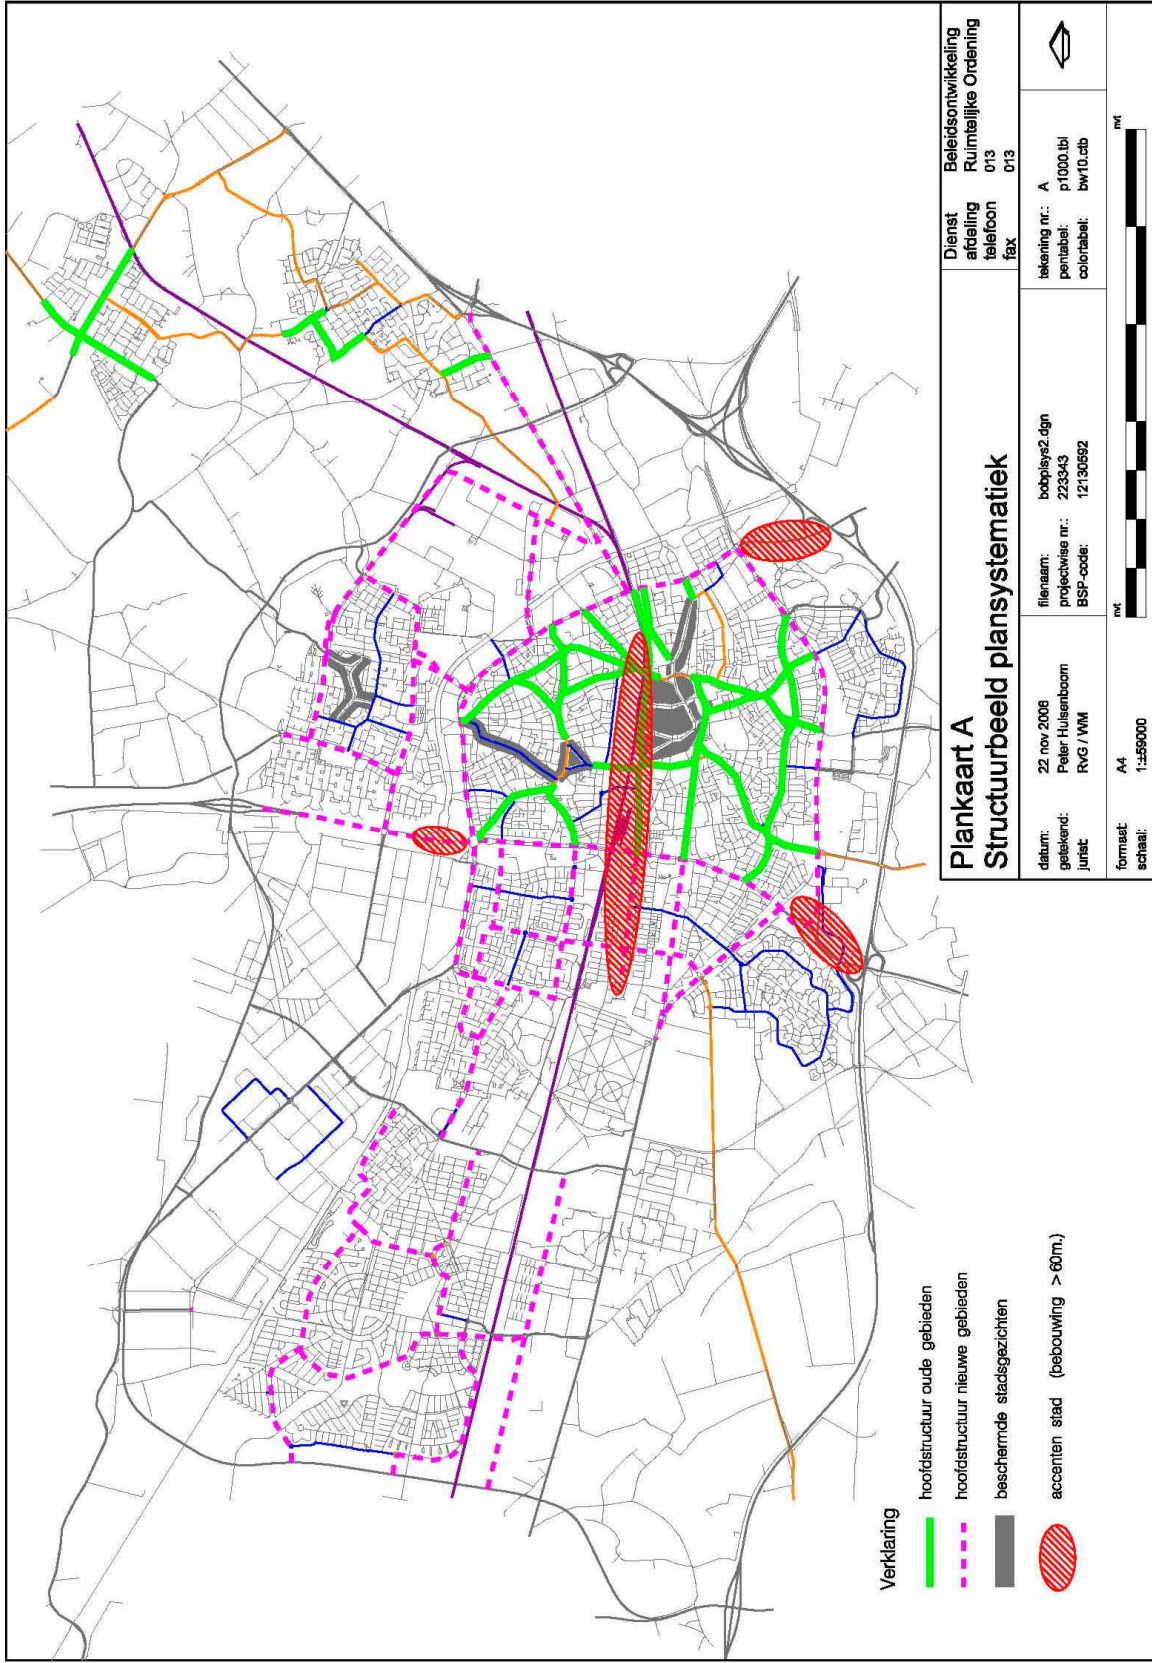 Plankaart A
Structuurbeeld plansystematiek
Dienst Beleidsontwikkeling
afdeling Ruimtelijke Ordening
telefoon 013
fax 013
datum: 22 nov 2006
getekend: Peter Hulsenboom
jurist: RvG / WM
filenaam: bobplsys2.dgn
projectwise nr.: 223343
BSP-code: 12130592
tekening nr.: A
pentabel: p1000.tbl
colortabel: bw10.ctb
formaat: A4
schaal: 1:±59000
nvt nvt
Verklaring
hoofdstructuur oude gebieden
hoofdstructuur nieuwe gebieden
beschermde stadsgezichten
accenten stad (bebouwing > 60m.)